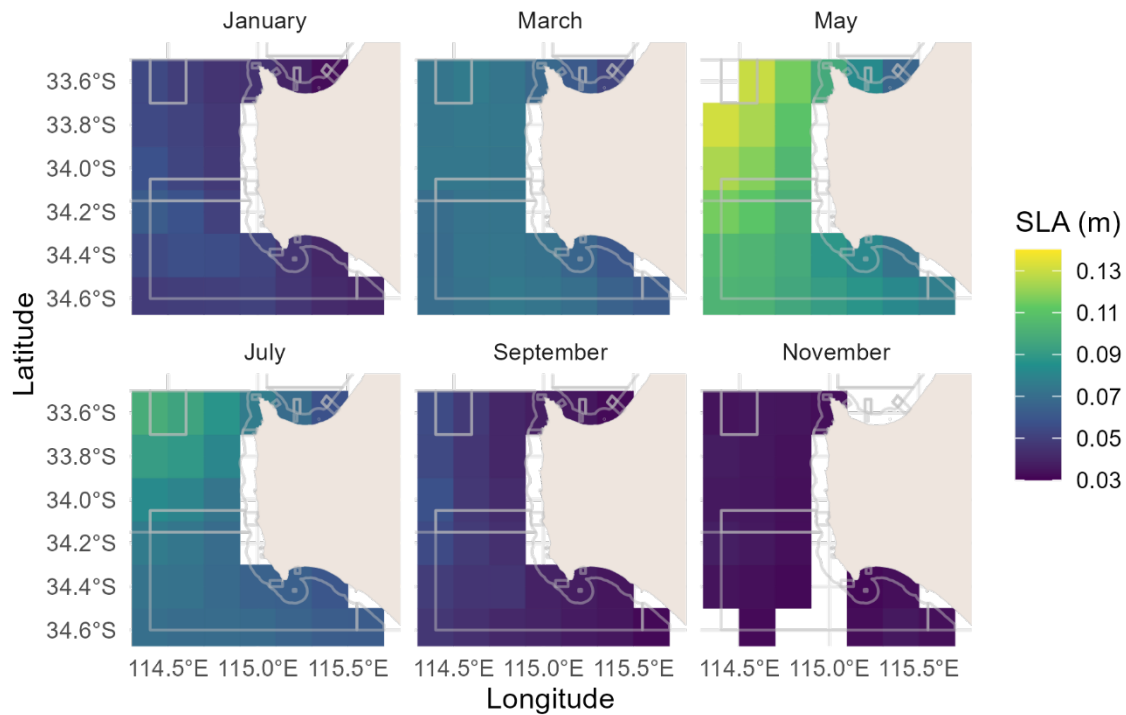 January
March
May
33.6°S
33.8°S
34.0°S
34.2°S
34.4°S
34.6°S
July
September
November
33.6°S
33.8°S
34.0°S
34.2°S
34.4°S
34.6°S
114.5°E 115.0°E 115.5°E
114.5°E 115.0°E 115.5°E
114.5°E 115.0°E 115.5°E
Longitude
Latitude
SLA (m)
0.13
0.11
0.09
0.07
0.05
0.03